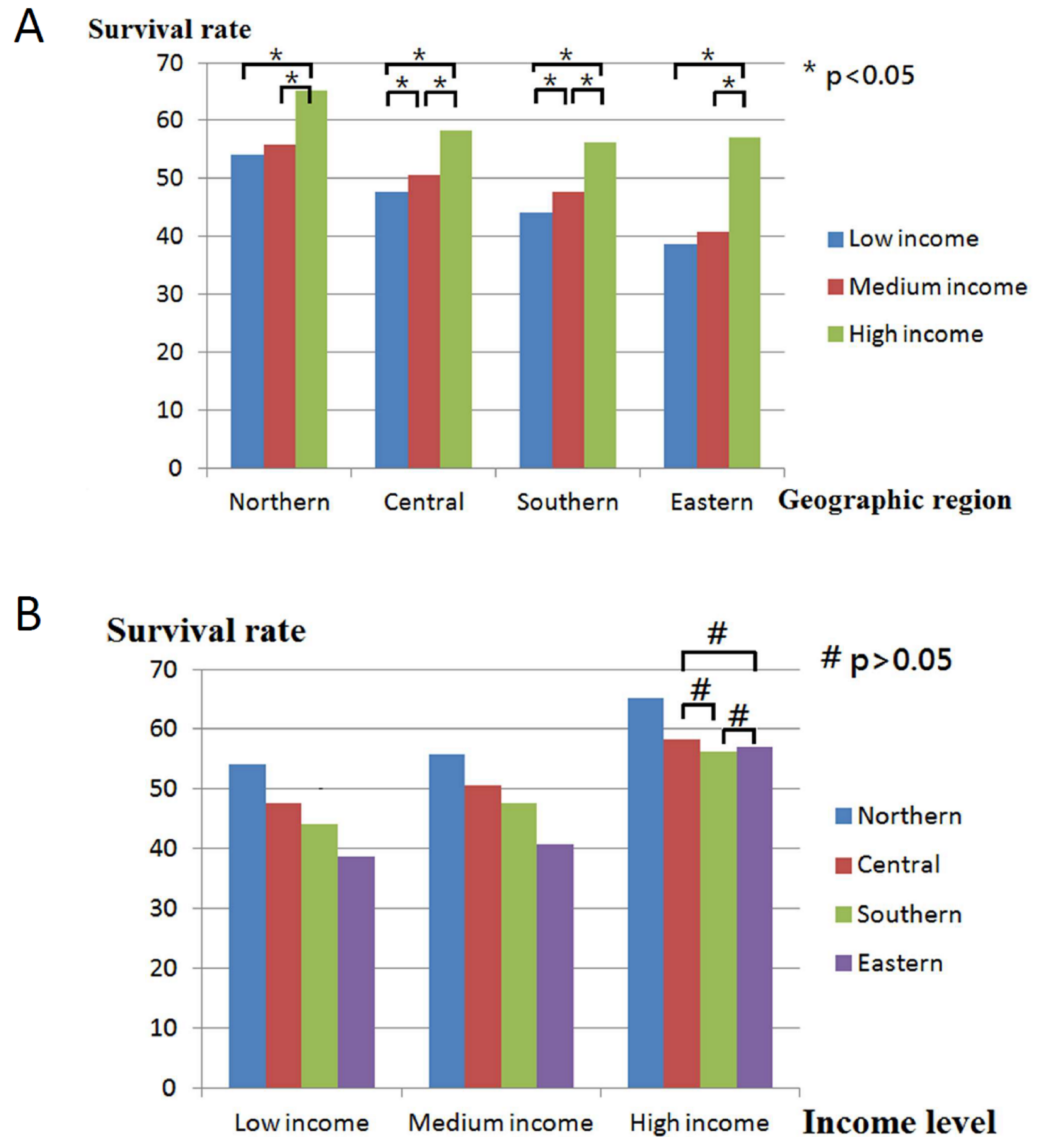 A
Survival rate
70
60
50
40
30
20
10
0
* * * *
* * * * * *
* p<0.05
Low income
Medium income
High income
Northern Central Southern Eastern
Geographic region
B
Survival rate
70
60
50
40
30
20
10
0
#
#
#
# p>0.05
Northern
Central
Southern
Eastern
Low income Medium income High income
Income level